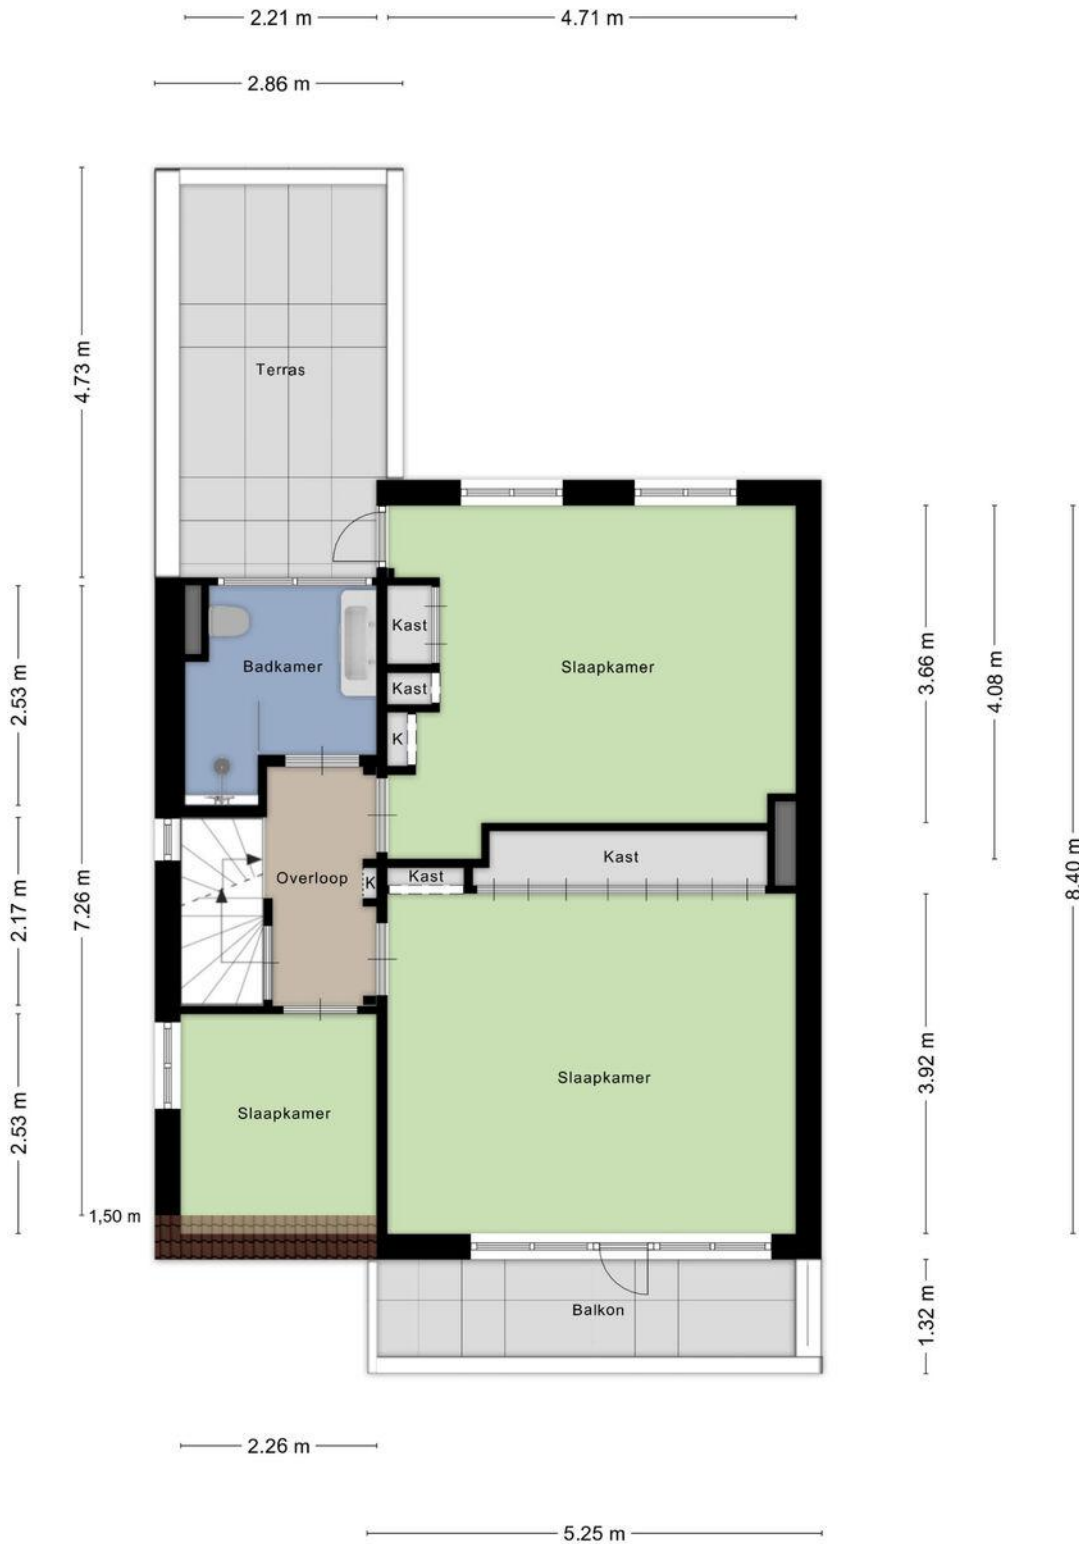 2.21 m
4.71 m
2.86 m
4.73 m
Terras
Kast
Badkamer
Slaapkamer
3.66 m
4.08 m
2.53 m
Kast
K
Kast
Overloop
K
Kast
8.40 m
2.17 m
7.26 m
Slaapkamer
3.92 m
Slaapkamer
2.53 m
1,50 m
Balkon
1.32 m
2.26 m
5.25 m